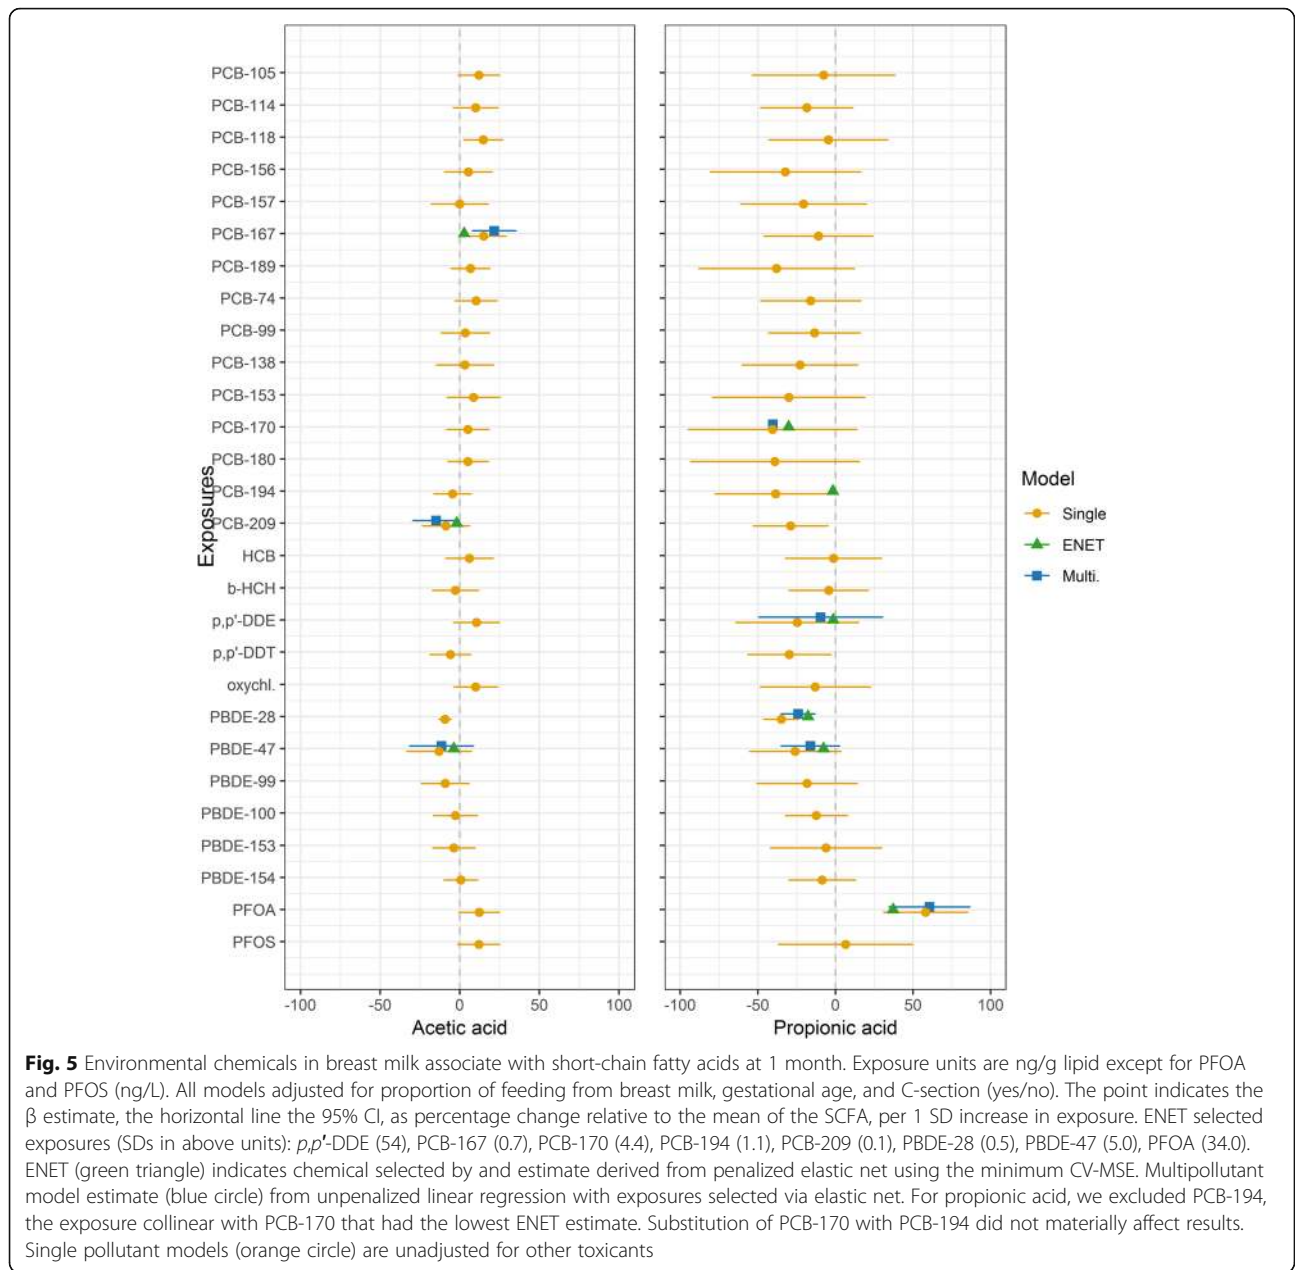 PCB-105
PCB-114
PCB-118
PCB-156
PCB-157
PCB-167
PCB-189
PCB-74
PCB-99
PCB-138
PCB-153
PCB-170
PCB-180
PCB-194
PCB-209
HCB
b-HCH
p,p'-DDE
p,p'-DDT
oxychl.
PBDE-28
PBDE-47
PBDE-99
PBDE-100
PBDE-153
PBDE-154
PFOA
PFOS
Exposures
-100 -50 0 50 100
Acetic acid
-100 -50 0 50 100
Propionic acid
Model
Single
ENET
Multi.
Fig. 5 Environmental chemicals in breast milk associate with short-chain fatty acids at 1 month. Exposure units are ng/g lipid except for PFOA
and PFOS (ng/L). All models adjusted for proportion of feeding from breast milk, gestational age, and C-section (yes/no). The point indicates the
β estimate, the horizontal line the 95% CI, as percentage change relative to the mean of the SCFA, per 1 SD increase in exposure. ENET selected
exposures (SDs in above units): p,p′-DDE (54), PCB-167 (0.7), PCB-170 (4.4), PCB-194 (1.1), PCB-209 (0.1), PBDE-28 (0.5), PBDE-47 (5.0), PFOA (34.0).
ENET (green triangle) indicates chemical selected by and estimate derived from penalized elastic net using the minimum CV-MSE. Multipollutant
model estimate (blue circle) from unpenalized linear regression with exposures selected via elastic net. For propionic acid, we excluded PCB-194,
the exposure collinear with PCB-170 that had the lowest ENET estimate. Substitution of PCB-170 with PCB-194 did not materially affect results.
Single pollutant models (orange circle) are unadjusted for other toxicants